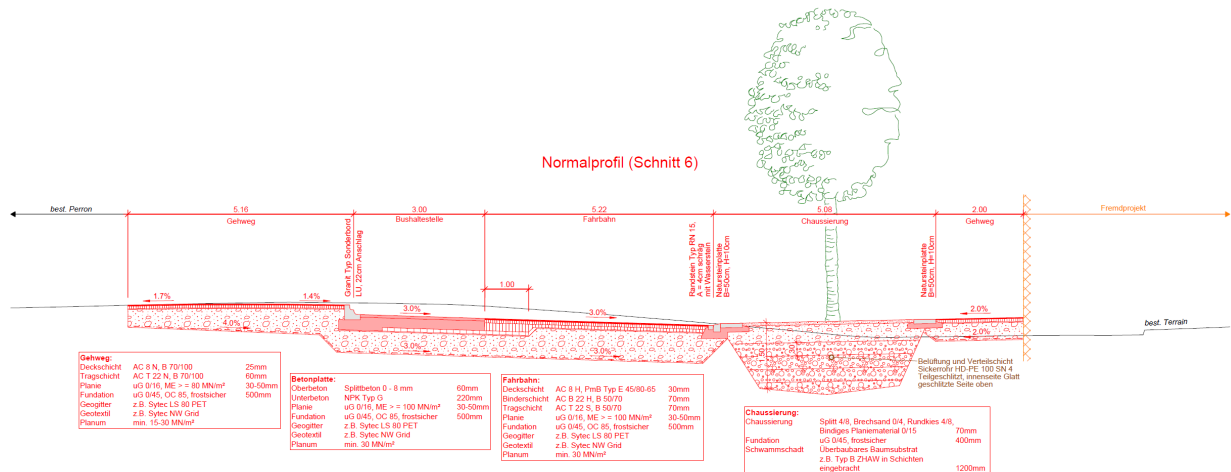 Normalprofil (Schnitt 6)
best. Perron
5.16
Gehweg
3.00
Bushaltestelle
5.22
Fahrbahn
5.08
Chaussierung
2.00
Gehweg
Fremdprojekt
Granit Typ Sonderbord
LU, 22cm Anschlag
Randstein Typ RN 15,
A = 4cm schräg
mit Wasserstein
Natursteinplatte
B=50cm, H=10cm
Natursteinplatte
B=50cm, H=10cm
1.00
1.7%
1.4%
3.0%
3.0%
2.0%
4.0%
3.0%
3.0%
2.0%
best. Terrain
Belüftung und Verteilschicht
Sickerrohr HD-PE 100 SN 4
Teilgeschlitzt, innenseite Glatt
geschlitzte Seite oben
Gehweg:
Deckschicht AC 8 N, B 70/100 25mm
Tragschicht AC T 22 N, B 70/100 60mm
Planie uG 0/16, ME > = 80 MN/m² 30-50mm
Fundation uG 0/45, OC 85, frostsicher 500mm
Geogitter z.B. Sytec LS 80 PET
Geotextil z.B. Sytec NW Grid
Planum min. 15-30 MN/m²
Betonplatte:
Oberbeton Splittbeton 0 - 8 mm 60mm
Unterbeton NPK Typ G 220mm
Planie uG 0/16, ME > = 100 MN/m² 30-50mm
Fundation uG 0/45, OC 85, frostsicher 500mm
Geogitter z.B. Sytec LS 80 PET
Geotextil z.B. Sytec NW Grid
Planum min. 30 MN/m²
Fahrbahn:
Deckschicht AC 8 H, PmB Typ E 45/80-65 30mm
Binderschicht AC B 22 H, B 50/70 70mm
Tragschicht AC T 22 S, B 50/70 70mm
Planie uG 0/16, ME > = 100 MN/m² 30-50mm
Fundation uG 0/45, OC 85, frostsicher 500mm
Geogitter z.B. Sytec LS 80 PET
Geotextil z.B. Sytec NW Grid
Planum min. 30 MN/m²
Chaussierung:
Chaussierung Splitt 4/8, Brechsand 0/4, Rundkies 4/8,
Bindiges Planiematerial 0/15 70mm
Fundation uG 0/45, frostsicher 400mm
Schwammschadt Überbaubares Baumsubstrat
z.B. Typ B ZHAW in Schichten
eingebracht 1200mm